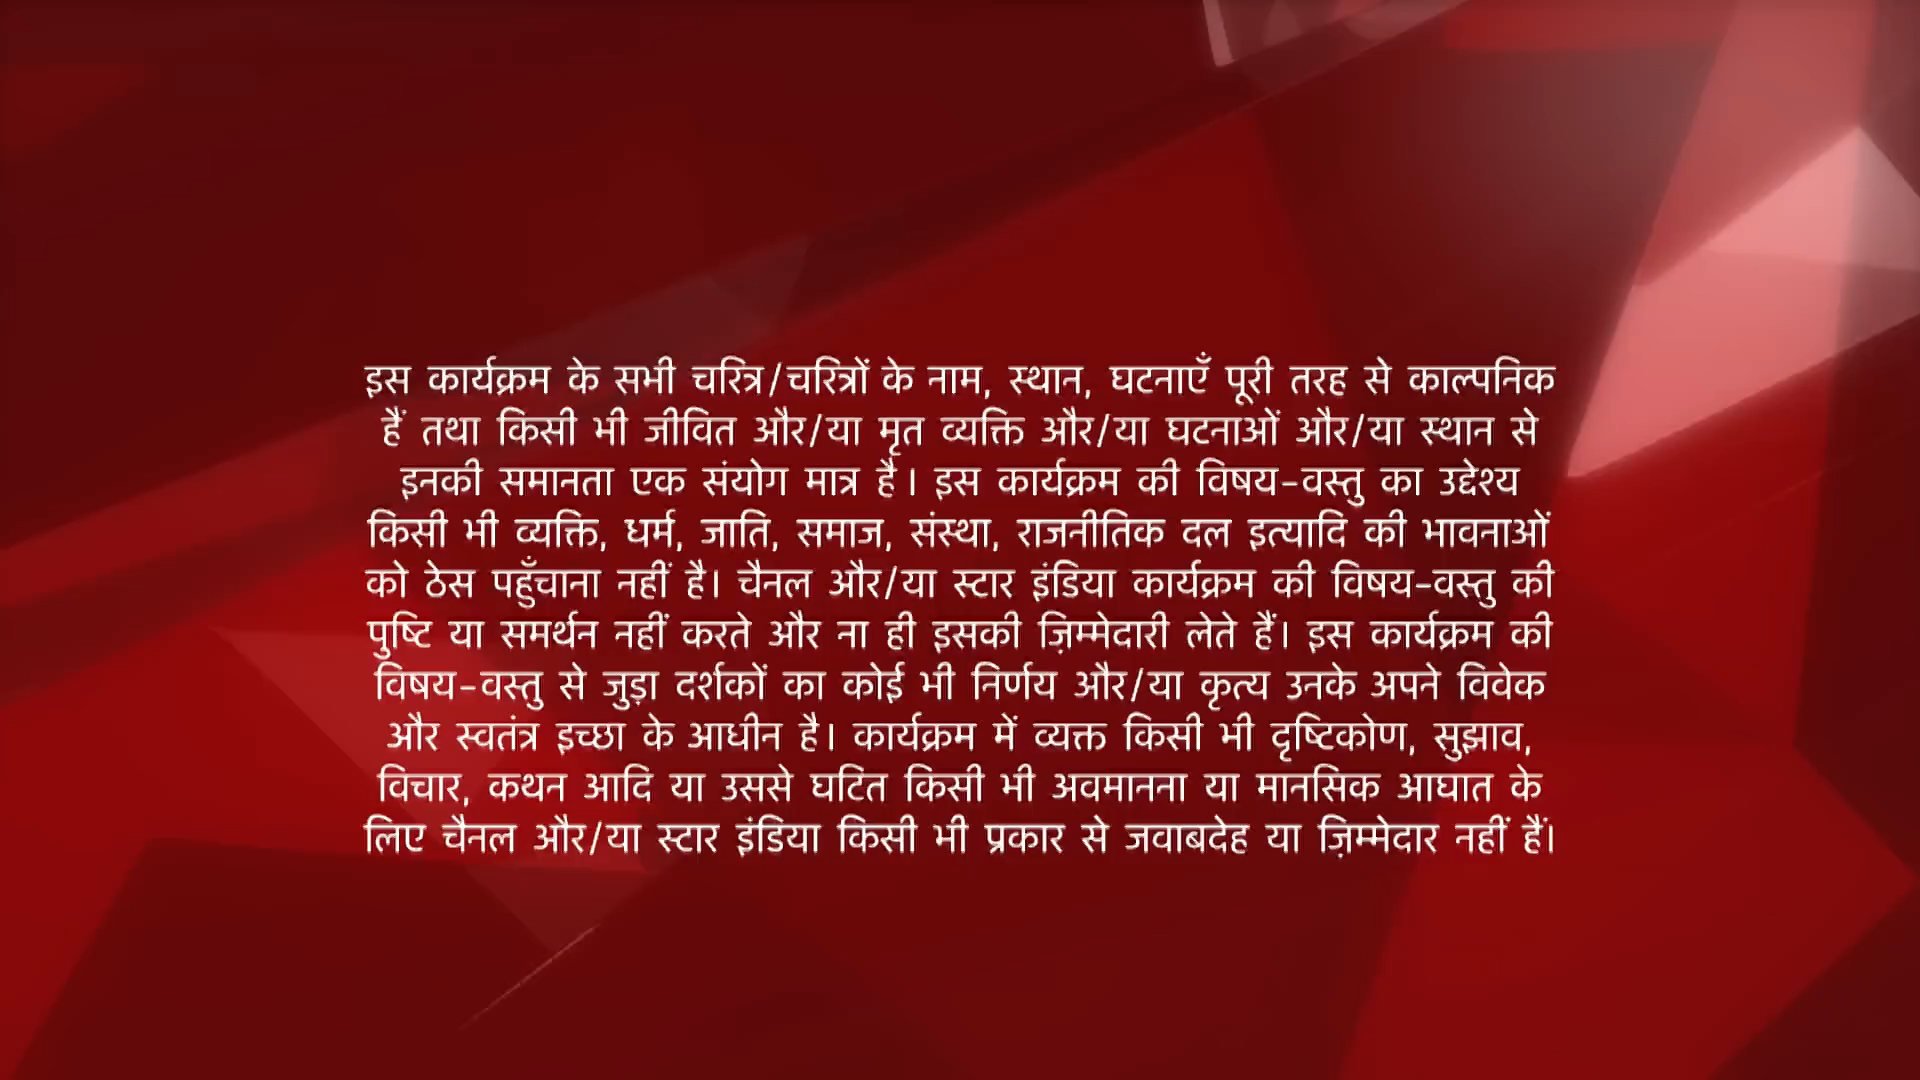 इस कार्यक्रम के सभी चरित्र/चरित्रों के नाम, स्थान, घटनाएँ पूरी तरह से काल्पनिक
हैं तथा किसी भी जीवित और/या मृत व्यक्ति और/या घटनाओं और/या स्थान से
इनकी समानता एक संयोग मात्र है। इस कार्यक्रम की विषय-वस्तु का उद्देश्य
किसी भी व्यक्ति, धर्म, जाति, समाज, संस्था, राजनीतिक दल इत्यादि की भावनाओं
को ठेस पहुँचाना नहीं है। चैनल और/या स्टार इंडिया कार्यक्रम की विषय-वस्तु की
पुष्टि या समर्थन नहीं करते और ना ही इसकी ज़िम्मेदारी लेते हैं। इस कार्यक्रम की
विषय-वस्तु से जुड़ा दर्शकों का कोई भी निर्णय और/या कृत्य उनके अपने विवेक
और स्वतंत्र इच्छा के आधीन है। कार्यक्रम में व्यक्त किसी भी दृष्टिकोण, सुझाव,
विचार, कथन आदि या उससे घटित किसी भी अवमानना या मानसिक आघात के
लिए चैनल और/या स्टार इंडिया किसी भी प्रकार से जवाबदेह या ज़िम्मेदार नहीं हैं।